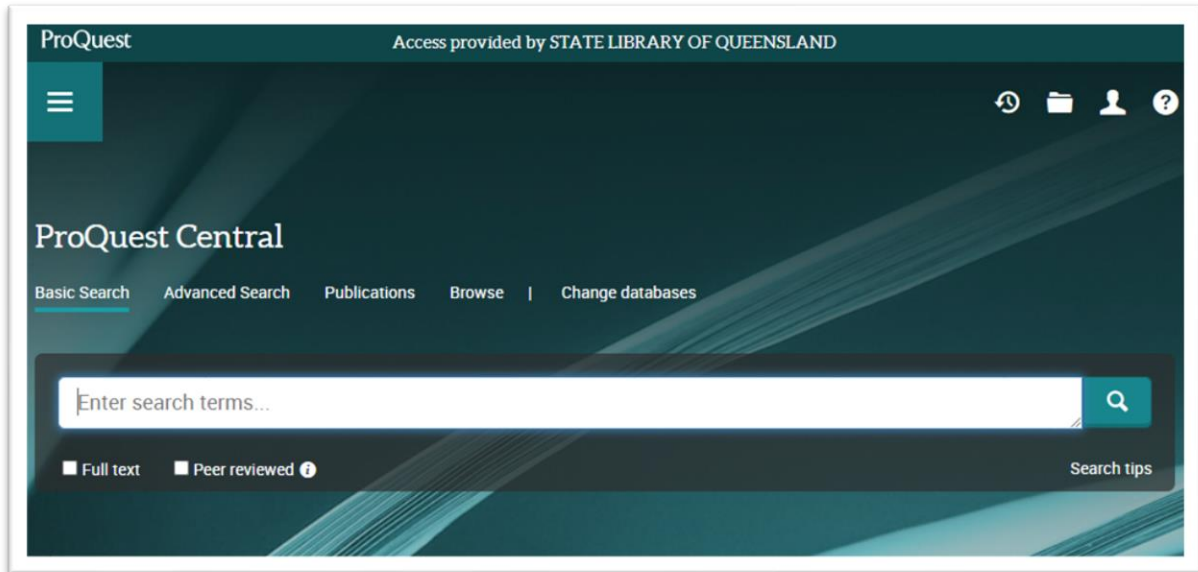 ProQuest Access provided by STATE LIBRARY OF QUEENSLAND
ProQuest Central
Basic Search Advanced Search Publications Browse | Change databases
Enter search terms...
Full text Peer reviewed Search tips